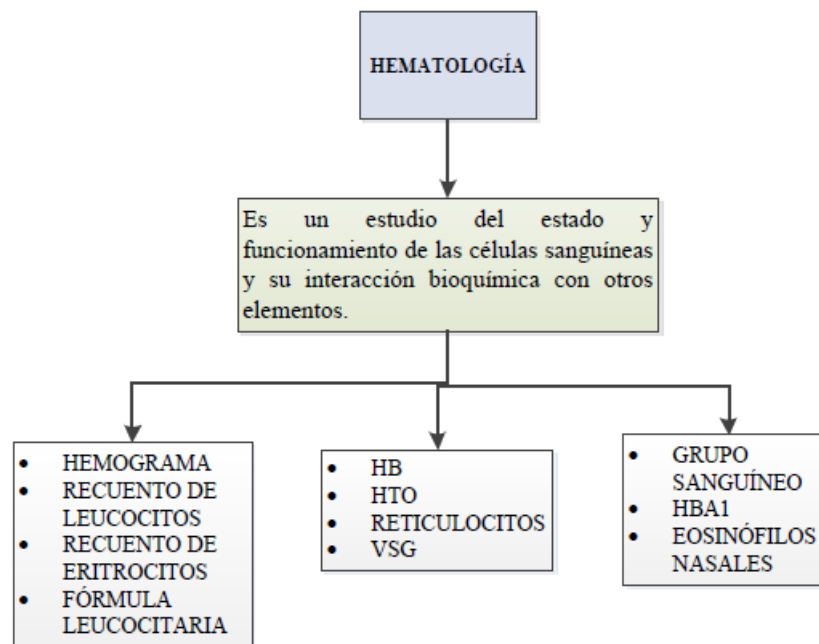 HEMATOLOGÍA
Es un estudio del estado y
funcionamiento de las células sanguíneas
y su interacción bioquímica con otros
elementos.
• HEMOGRAMA
• RECUENTO DE
LEUCOCITOS
• RECUENTO DE
ERITROCITOS
• FÓRMULA
LEUCOCITARIA
• HB
• HTO
• RETICULOCITOS
• VSG
• GRUPO
SANGUÍNEO
• HBA1
• EOSINÓFILOS
NASALES